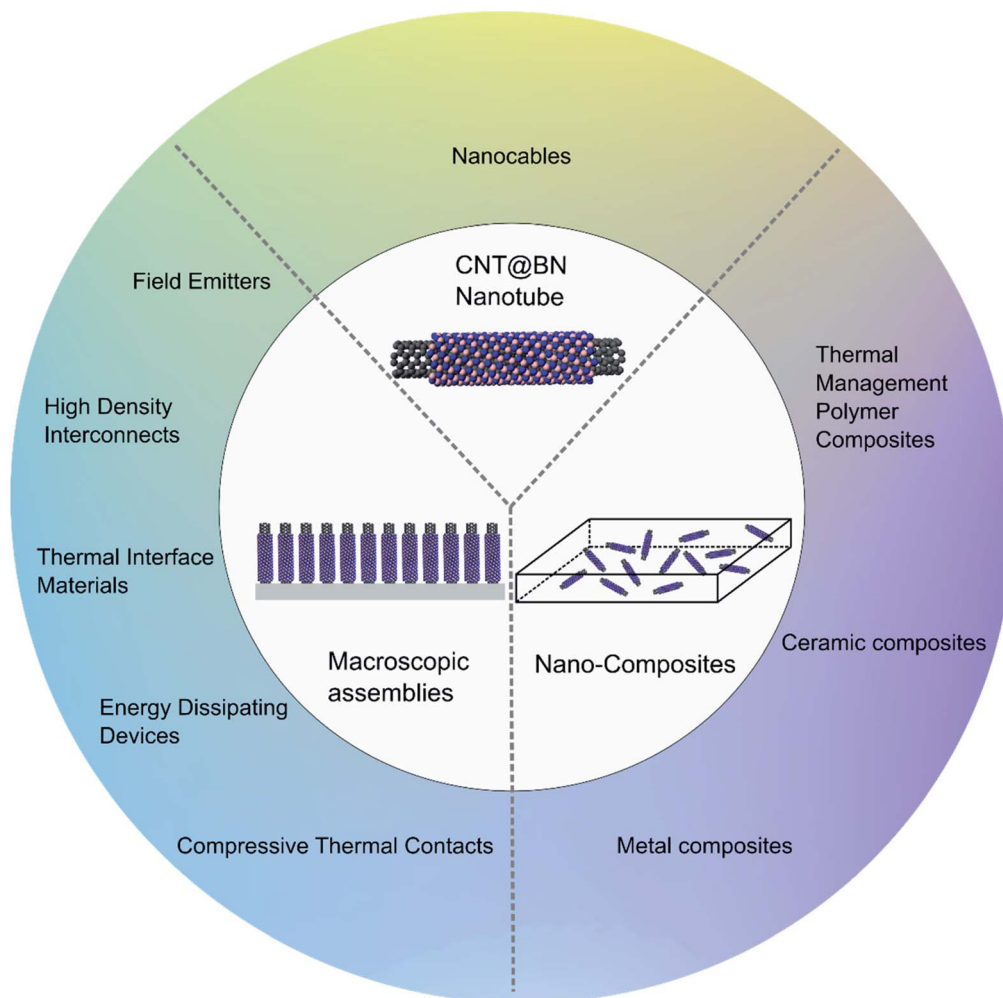 Nanocables
CNT@BN
Nanotube
Field Emitters
High Density
Interconnects
Thermal Interface
Materials
Energy Dissipating
Devices
Compressive Thermal Contacts
Macroscopic
assemblies
Nano-Composites
Thermal
Management
Polymer
Composites
Ceramic composites
Metal composites